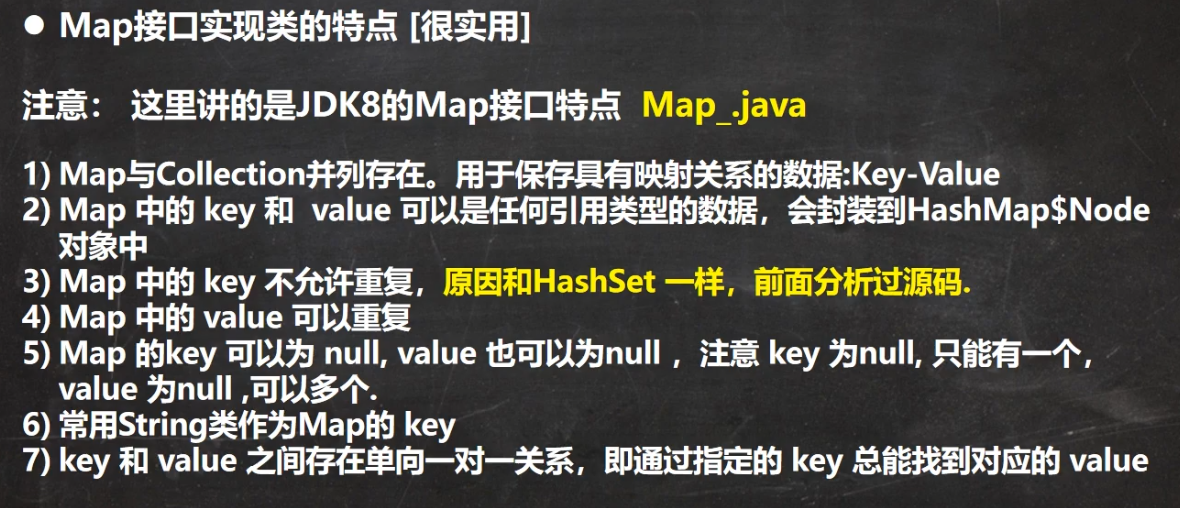 ● Map接口实现类的特点 [很实用]
注意： 这里讲的是JDK8的Map接口特点 Map_.java
1) Map与Collection并列存在。用于保存具有映射关系的数据:Key-Value
2) Map 中的 key 和 value 可以是任何引用类型的数据，会封装到HashMap$Node
对象中
3) Map 中的 key 不允许重复，原因和HashSet 一样，前面分析过源码.
4) Map 中的 value 可以重复
5) Map 的key 可以为 null, value 也可以为null ，注意 key 为null, 只能有一个，
value 为null ,可以多个.
6) 常用String类作为Map的 key
7) key 和 value 之间存在单向一对一关系，即通过指定的 key 总能找到对应的 value